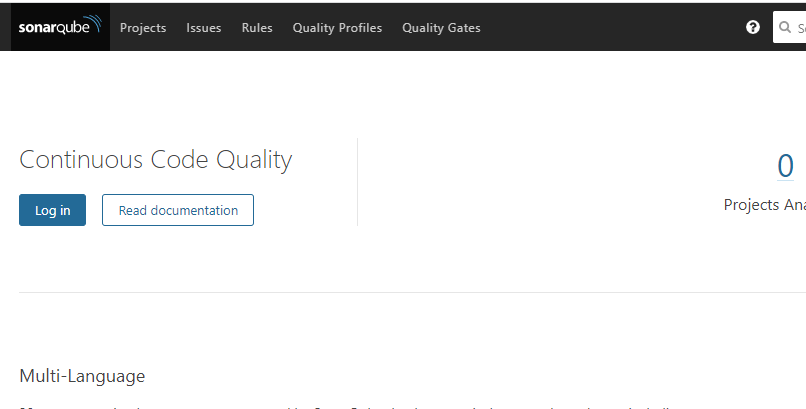 sonarqube Projects Issues Rules Quality Profiles Quality Gates ?
Continuous Code Quality
0
Log in Read documentation
Projects
Multi-Language